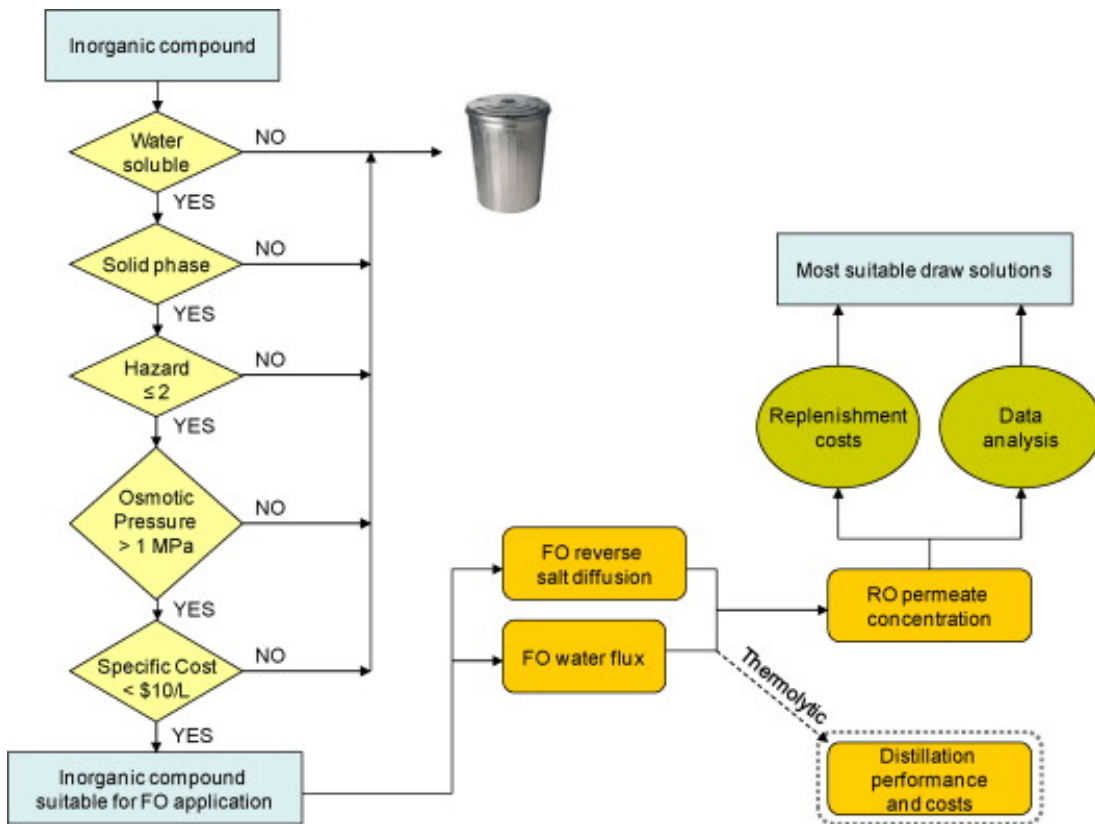 Inorganic compound
Water
soluble
NO
YES
Solid phase
NO
YES
Hazard
≤ 2
NO
YES
Osmotic
Pressure
> 1 MPa
NO
YES
Specific Cost
< $10/L
NO
YES
Inorganic compound
suitable for FO application
FO reverse
salt diffusion
FO water flux
Thermolytic
Distillation
performance
and costs
RO permeate
concentration
Replenishment
costs
Data
analysis
Most suitable draw solutions